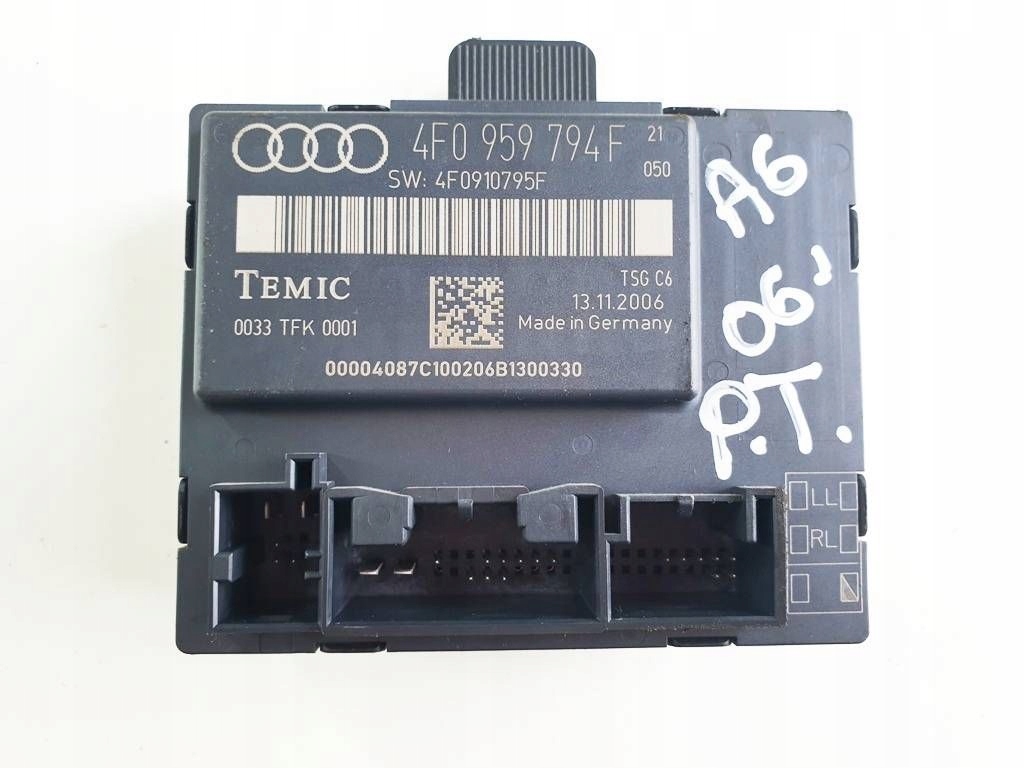 4F0 959 794 F 21
050
SW: 4F0910795F
TEMIC
TSG C6
13.11.2006
0033 TFK 0001
Made in Germany
00004087C100206B1300330
A6
06'
P.T.
LL
RL